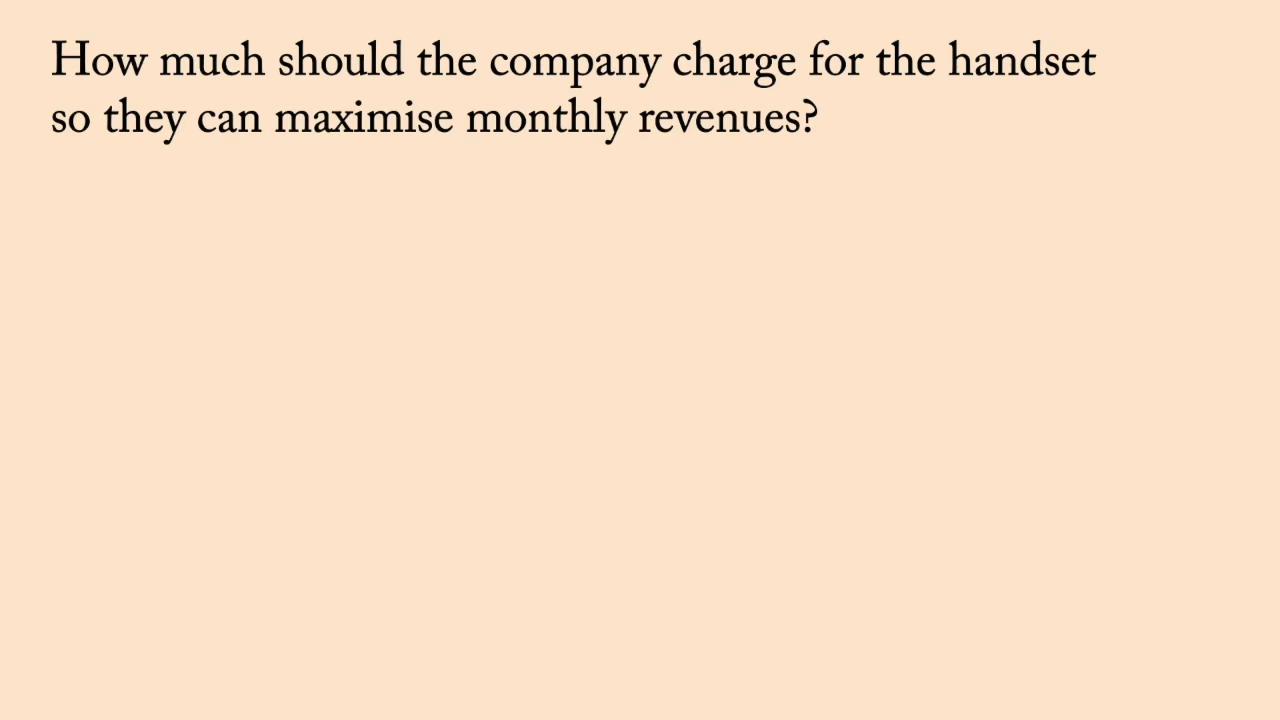 How much should the company charge for the handset
so they can maximise monthly revenues?